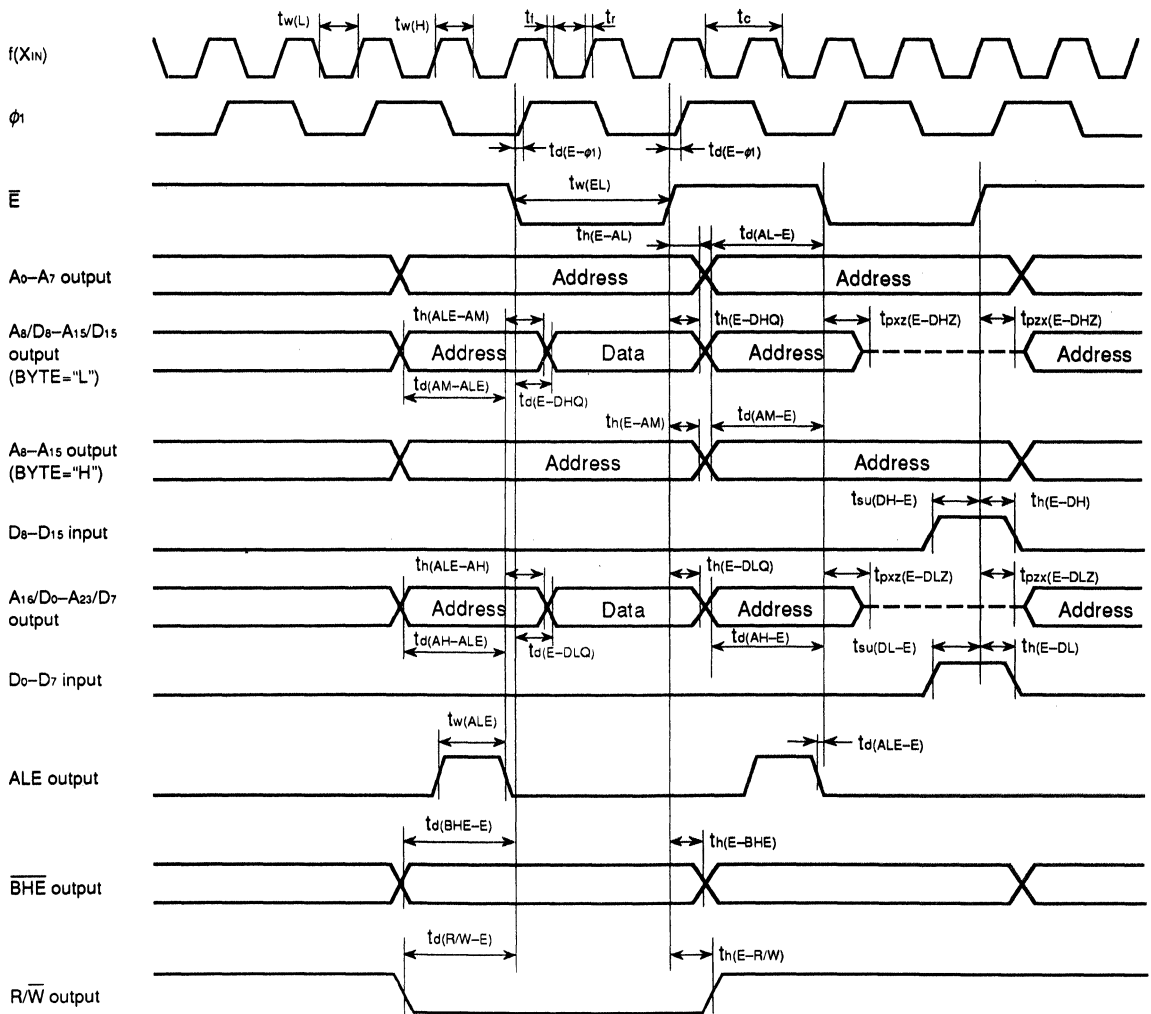 tw(L) tw(H) tf tr tc
f(XIN)
ϕ1
td(E–ϕ1) td(E–ϕ1)
E̅
tw(EL)
th(E–AL) td(AL–E)
A0–A7 output Address Address
th(ALE–AM) th(E–DHQ) tpxz(E–DHZ) tpzx(E–DHZ)
A8/D8–A15/D15
output
(BYTE="L")
Address Data Address Address
td(AM–ALE) td(E–DHQ)
th(E–AM) td(AM–E)
A8–A15 output
(BYTE="H")
Address Address
tsu(DH–E) th(E–DH)
D8–D15 input
th(ALE–AH) th(E–DLQ) tpxz(E–DLZ) tpzx(E–DLZ)
A16/D0–A23/D7
output
Address Data Address Address
td(AH–ALE) td(E–DLQ) td(AH–E) tsu(DL–E) th(E–DL)
D0–D7 input
tw(ALE) td(ALE–E)
ALE output
td(BHE–E) th(E–BHE)
B̅H̅E̅ output
td(R/W–E) th(E–R/W)
R/W̅ output